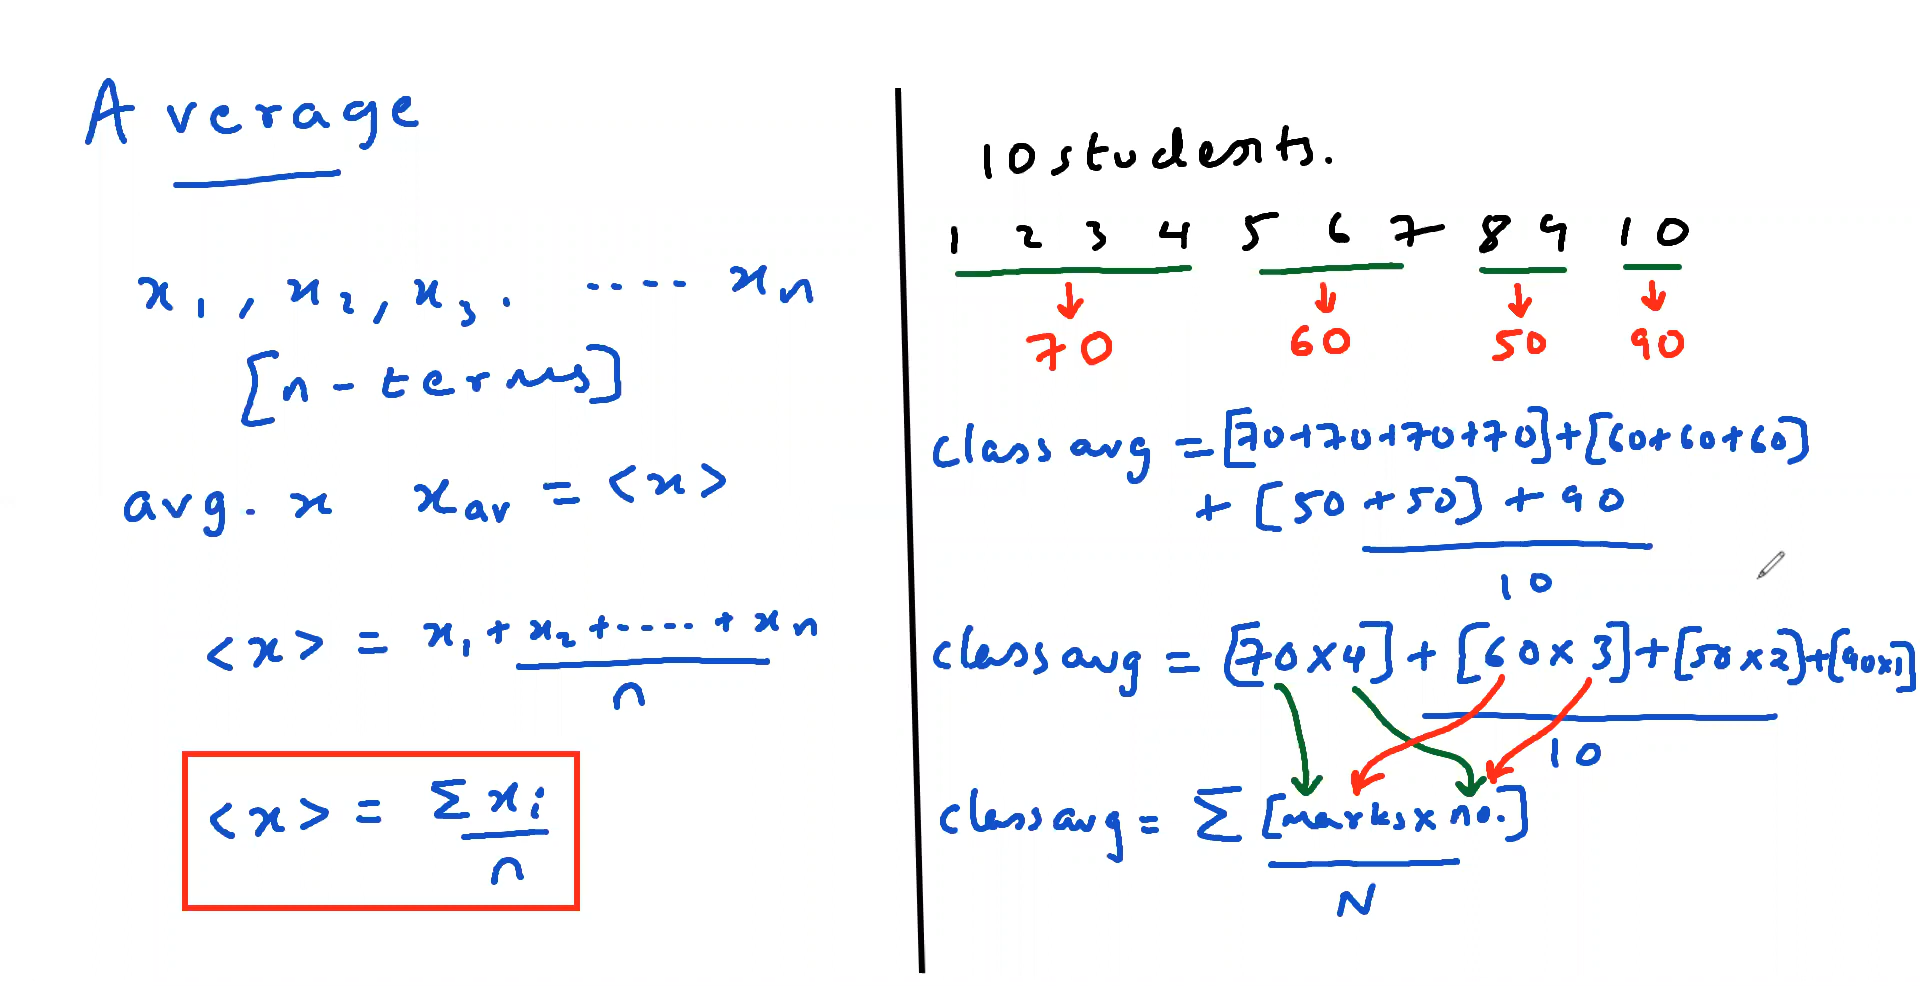 Average
x₁, x₂, x₃. .... xₙ
[n - terms]
avg. x xₐᵥ = <x>
<x> = x₁ + x₂ + .... + xₙ
n
<x> = Σ xᵢ
n
10 students.
1 2 3 4 5 6 7 8 9 10
70 60 50 90
class avg = [70+70+70+70] + [60+60+60]
+ [50+50] + 90
10
class avg = [70×4] + [60×3] + [50×2] + [90×1]
10
class avg = Σ [marks × no.]
N